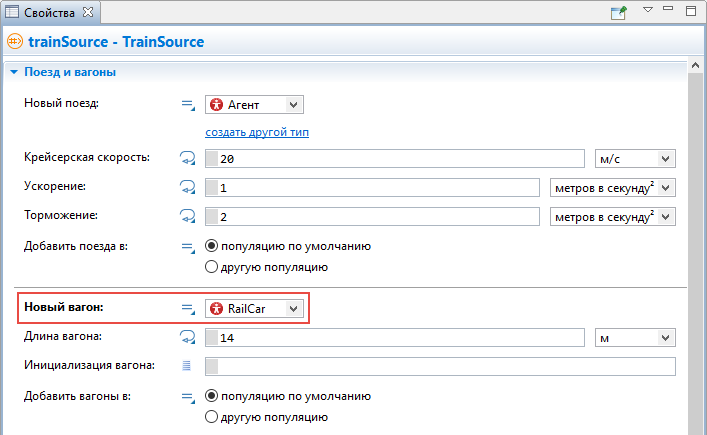 Свойства
trainSource - TrainSource
Поезд и вагоны
Новый поезд: Агент
создать другой тип
Крейсерская скорость: 20 м/с
Ускорение: 1 метров в секунду²
Торможение: 2 метров в секунду²
Добавить поезда в: популяцию по умолчанию
другую популяцию
Новый вагон: RailCar
Длина вагона: 14 м
Инициализация вагона:
Добавить вагоны в: популяцию по умолчанию
другую популяцию